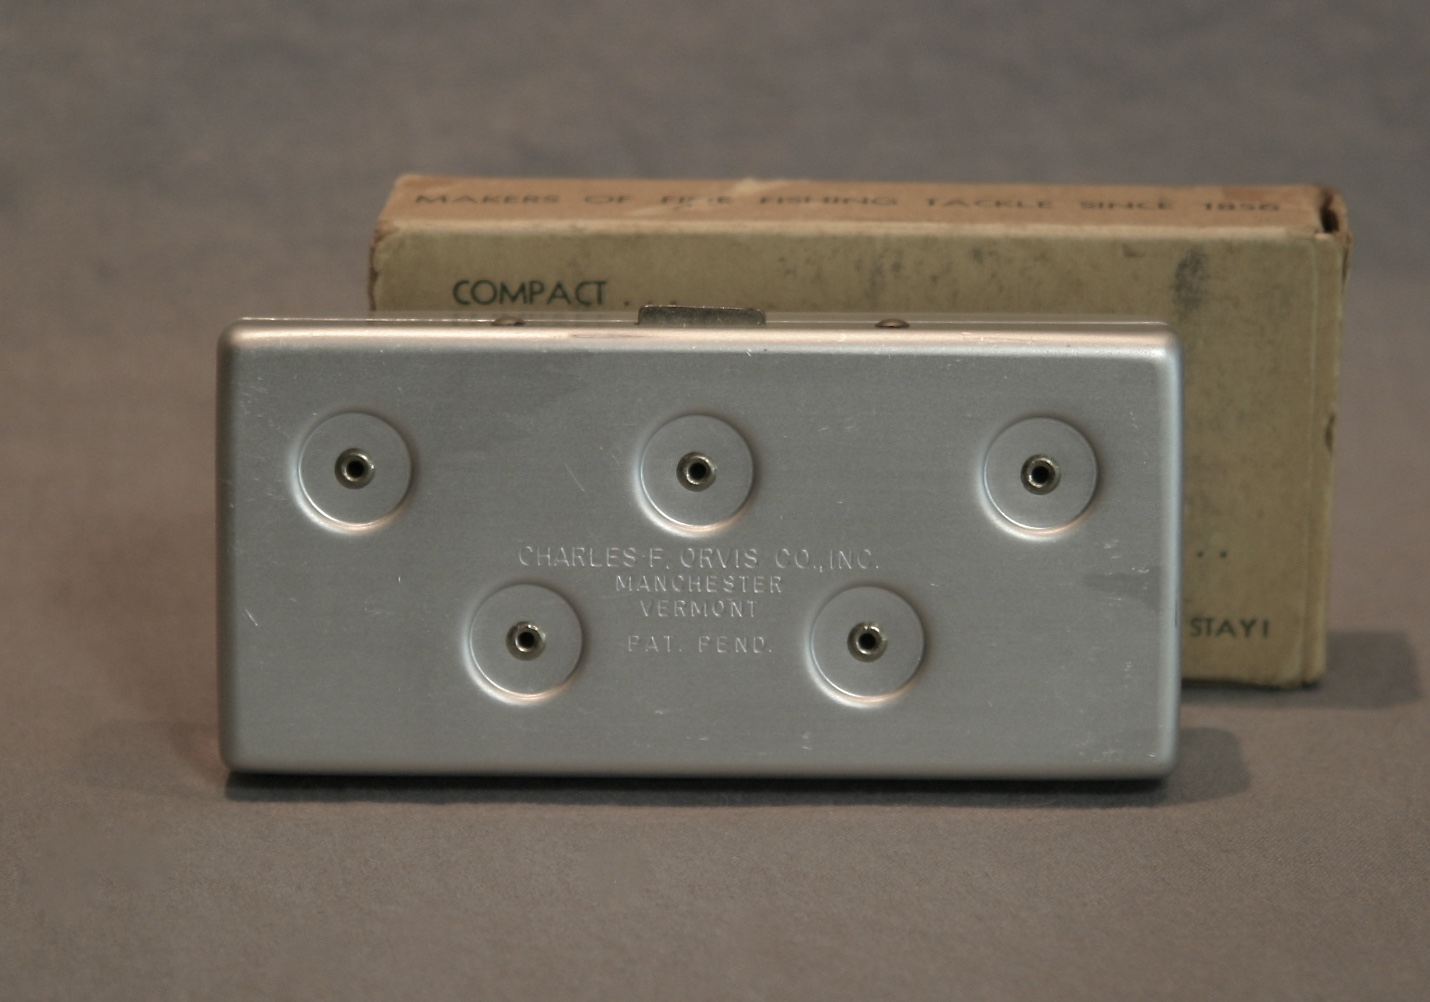 MAKERS OF FINE FISHING TACKLE SINCE 1856
COMPACT . . .
. .
STAY!
CHARLES F. ORVIS CO., INC.
MANCHESTER
VERMONT
PAT. PEND.